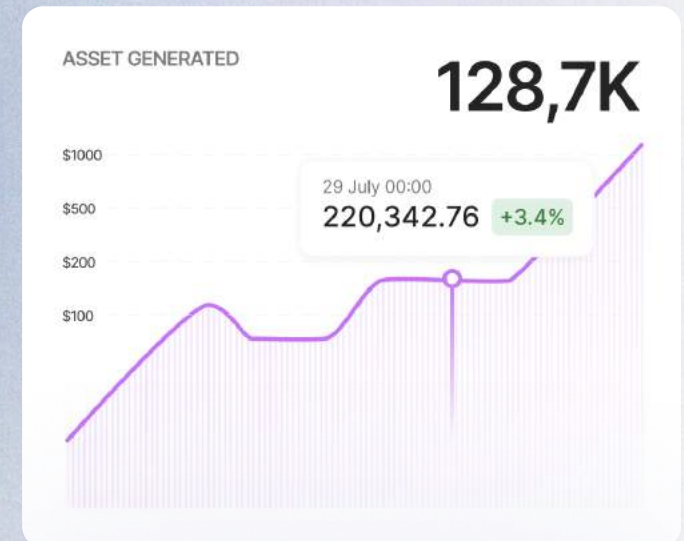 ASSET GENERATED
128,7K
$1000
29 July 00:00
$500
220,342.76 +3.4%
$200
$100